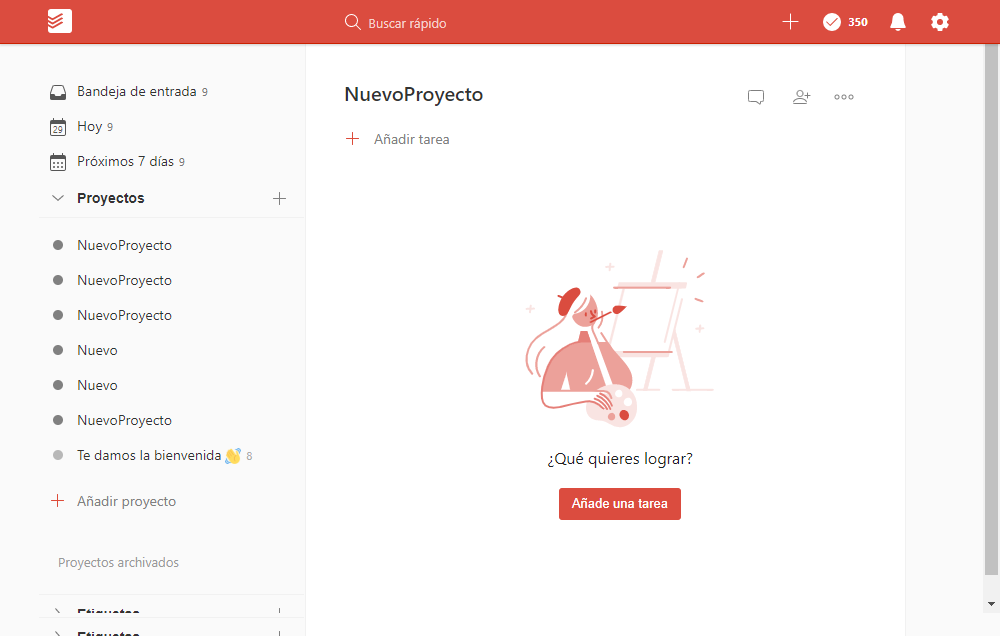 Buscar rápido
350
Bandeja de entrada 9
29 Hoy 9
Próximos 7 días 9
Proyectos
NuevoProyecto
NuevoProyecto
NuevoProyecto
Nuevo
Nuevo
NuevoProyecto
Te damos la bienvenida 👋 8
Añadir proyecto
Proyectos archivados
Etiquetas
Etiquetas
NuevoProyecto
Añadir tarea
¿Qué quieres lograr?
Añade una tarea